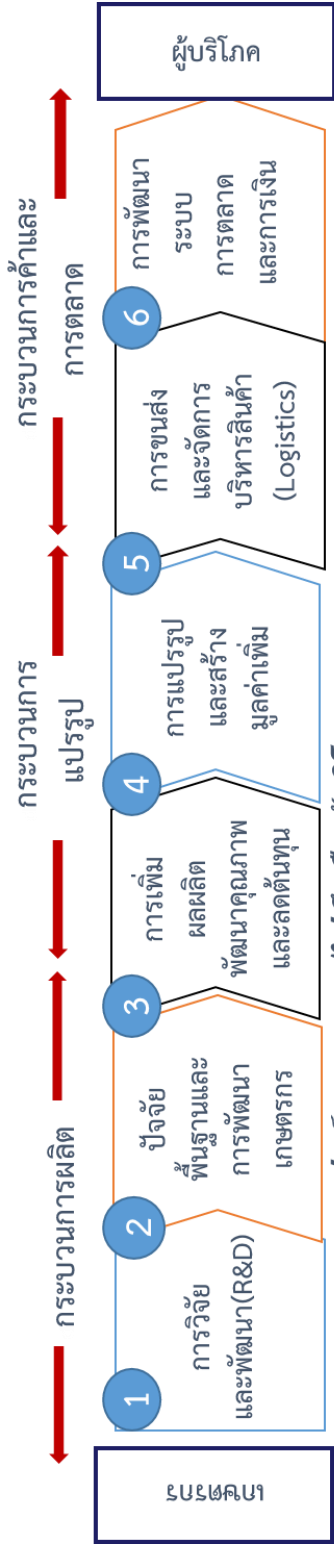 กระบวนการผลิต
กระบวนการ
แปรรูป
กระบวนการค้าและ
การตลาด
เกษตรกร
1
การวิจัย
และพัฒนา(R&D)
2
ปัจจัย
พื้นฐานและ
การพัฒนา
เกษตรกร
3
การเพิ่ม
ผลผลิต
พัฒนาคุณภาพ
และลดต้นทุน
4
การแปรรูป
และสร้าง
มูลค่าเพิ่ม
5
การขนส่ง
และจัดการ
บริหารสินค้า
(Logistics)
6
การพัฒนา
ระบบ
การตลาด
และการเงิน
ผู้บริโภค